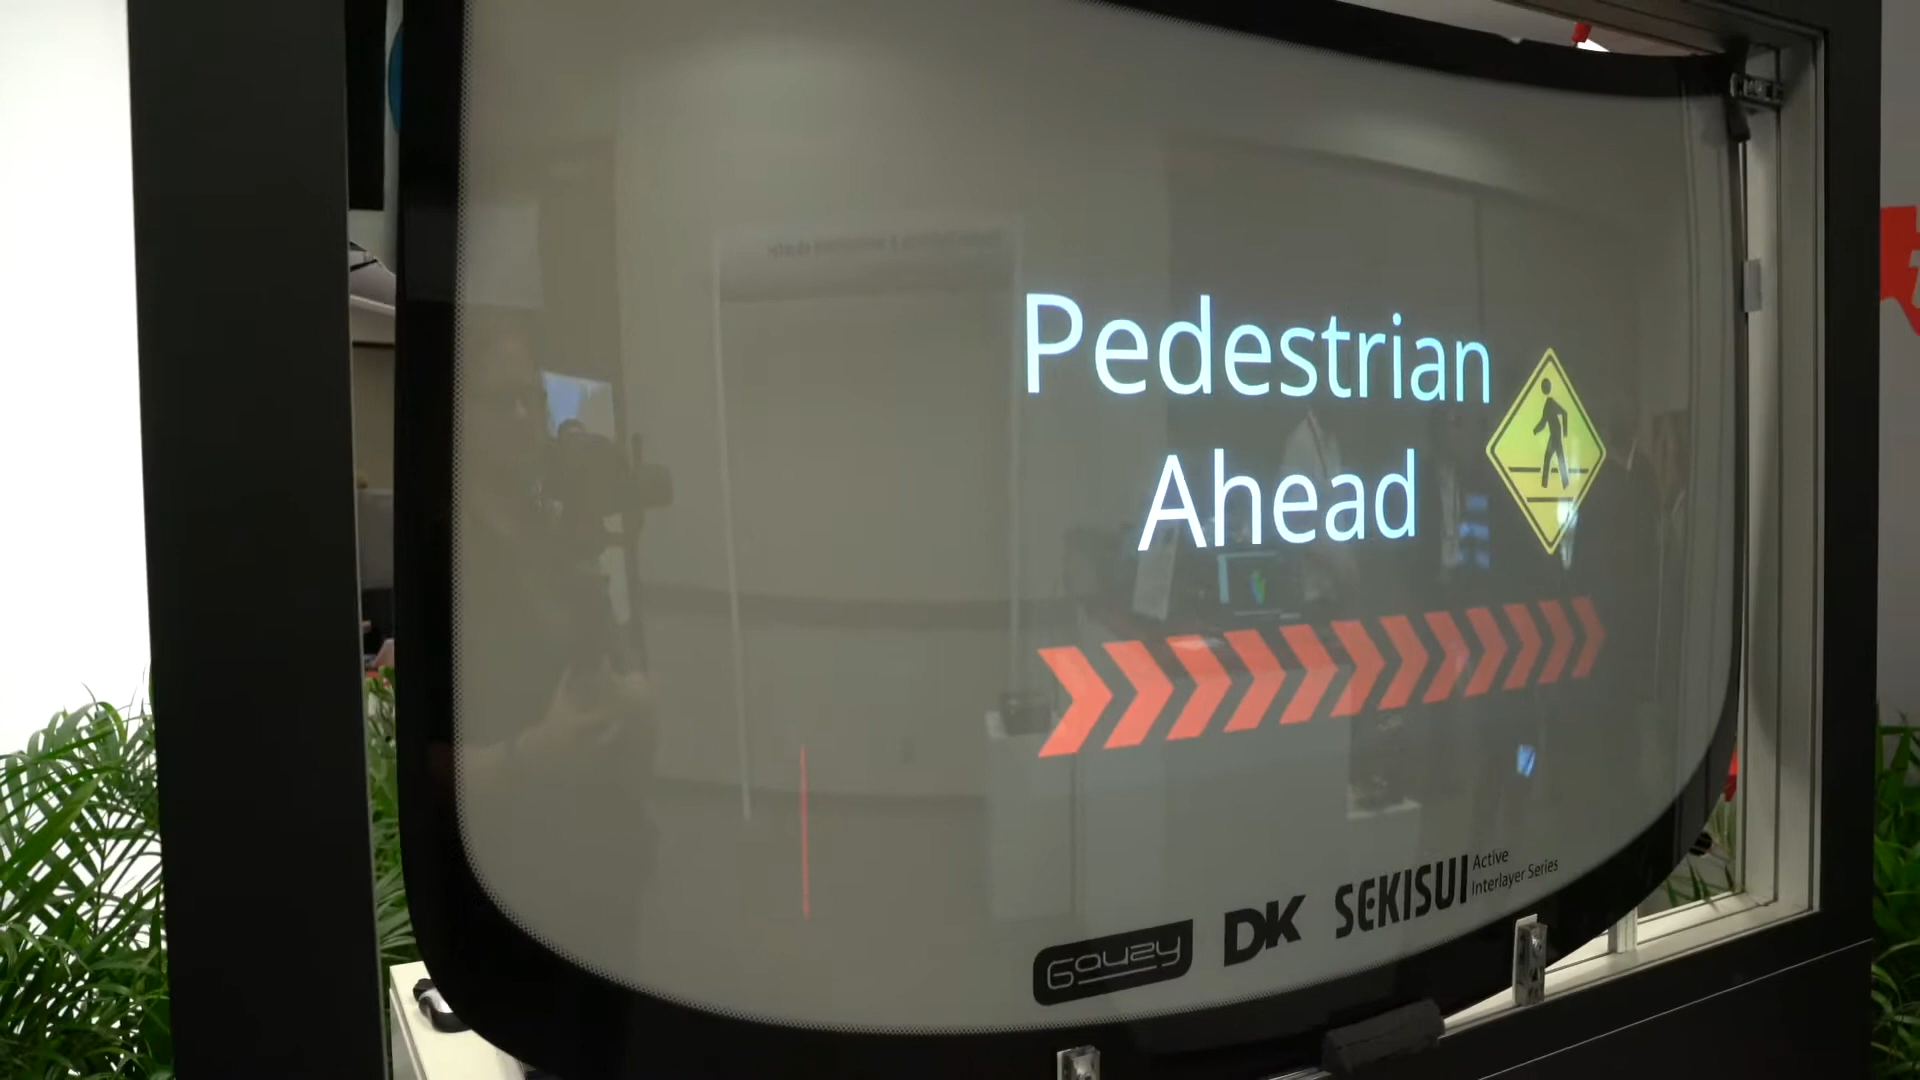 Pedestrian
Ahead
Gauzy
DK
SEKISUI
Active
Interlayer Series